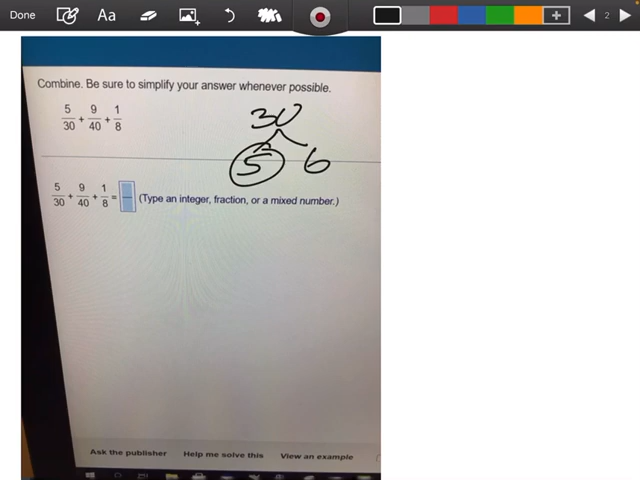 Done Aa 2
Combine. Be sure to simplify your answer whenever possible.
5/30 + 9/40 + 1/8
30
5 6
5/30 + 9/40 + 1/8 = (Type an integer, fraction, or a mixed number.)
Ask the publisher Help me solve this View an example